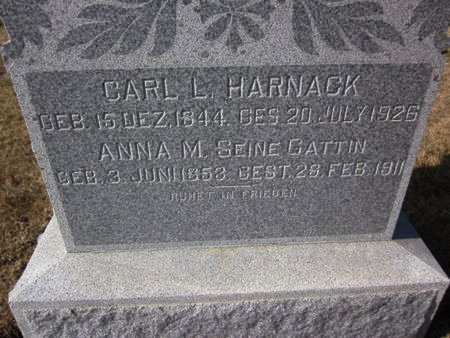 CARL L. HARNACK
GEB. 15. DEZ. 1844. GES. 20. JULY. 1926
ANNA M. SEINE GATTIN
GEB. 3. JUNI. 1853. GEST. 28. FEB. 1911
RUHET IN FRIEDEN